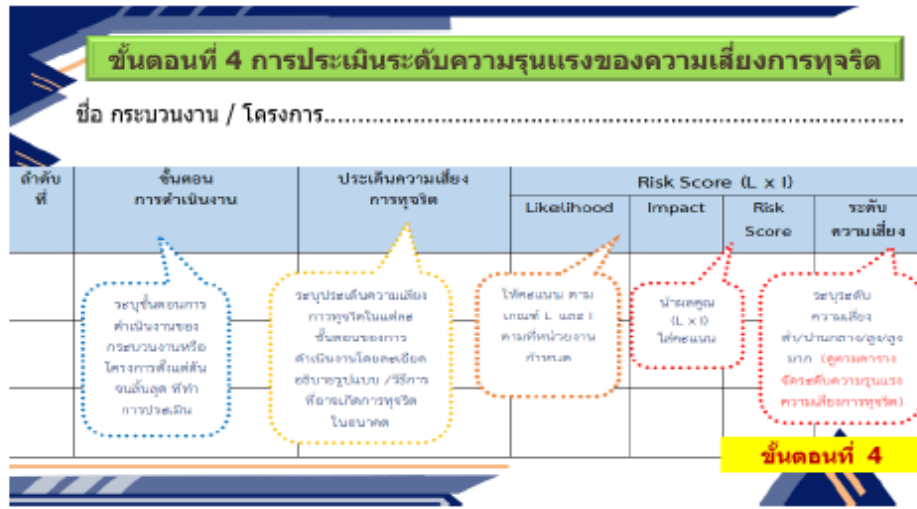 ขั้นตอนที่ 4 การประเมินระดับความรุนแรงของความเสี่ยงการทุจริต
ชื่อ กระบวนงาน / โครงการ....................................................................................
ลำดับ
ที่
ขั้นตอน
การดำเนินงาน
ประเด็นความเสี่ยง
การทุจริต
Risk Score (L x I)
Likelihood
Impact
Risk
Score
ระดับ
ความเสี่ยง
ระบุขั้นตอนการ
ดำเนินงานของ
กระบวนงานหรือ
โครงการตั้งแต่ต้น
จนสิ้นสุด ที่ทำ
การประเมิน
ระบุประเด็นความเสี่ยง
การทุจริตในแต่ละ
ขั้นตอนของการ
ดำเนินงานโดยละเอียด
อธิบายรูปแบบ /วิธีการ
ที่อาจเกิดการทุจริต
ในอนาคต
ให้คะแนน ตาม
เกณฑ์ L และ I
ตามที่หน่วยงาน
กำหนด
นำผลคูณ
(L x I)
ใส่คะแนน
ระบุระดับ
ความเสี่ยง
ต่ำ/ปานกลาง/สูง/สูง
มาก (ดูตามตาราง
จัดระดับความรุนแรง
ความเสี่ยงการทุจริต)
ขั้นตอนที่ 4